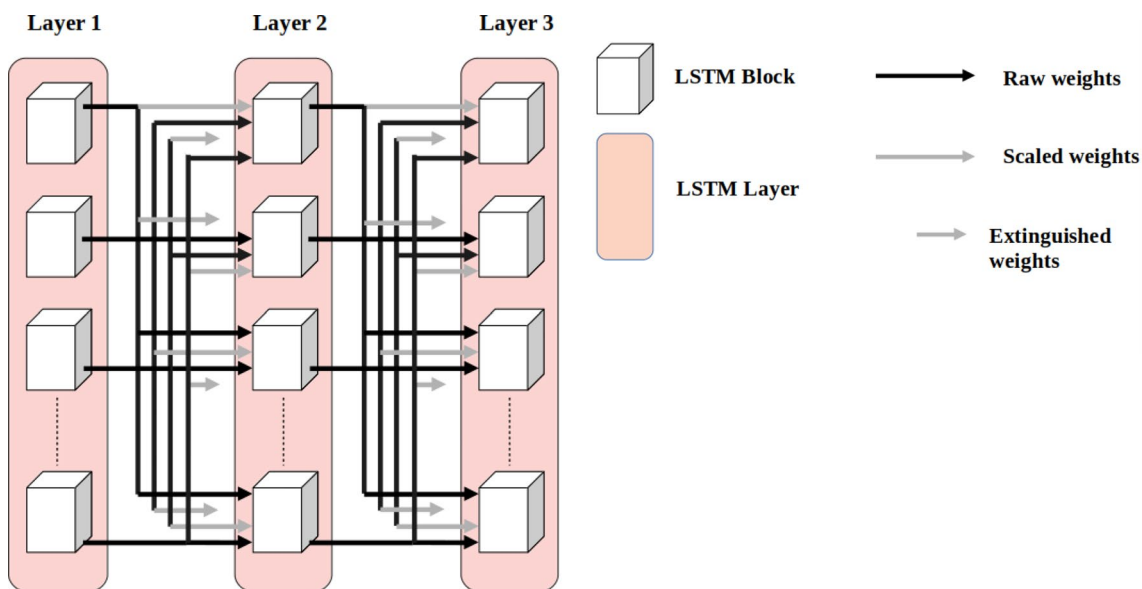 Layer 1
Layer 2
Layer 3
LSTM Block
Raw weights
Scaled weights
LSTM Layer
Extinguished
weights